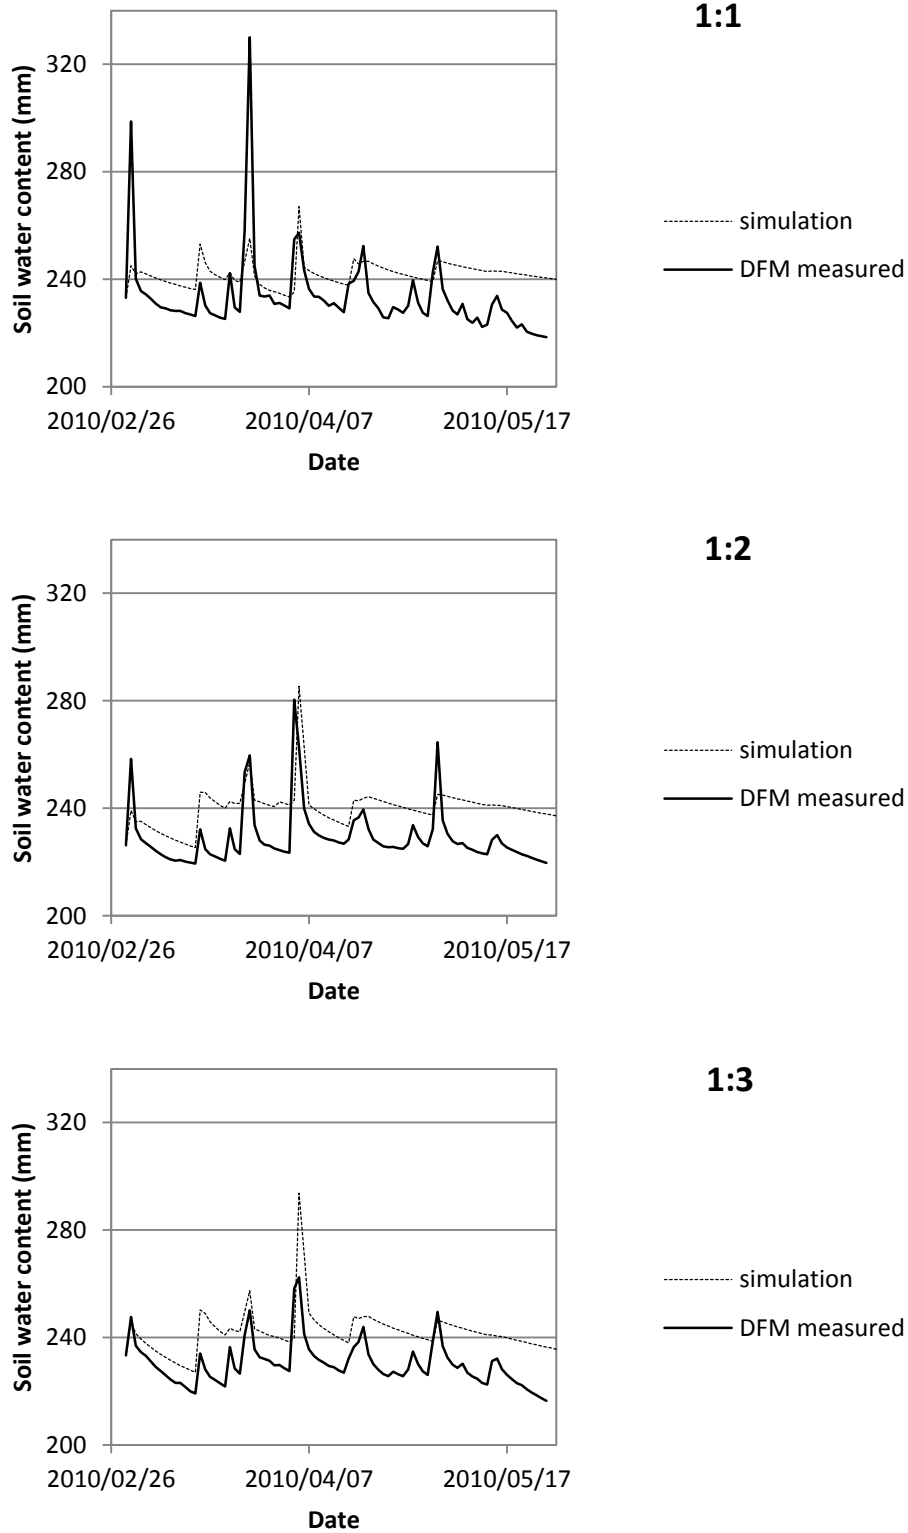 1:1
Soil water content (mm)
320
280
240
200
2010/02/26 2010/04/07 2010/05/17
Date
simulation
DFM measured
1:2
Soil water content (mm)
320
280
240
200
2010/02/26 2010/04/07 2010/05/17
Date
simulation
DFM measured
1:3
Soil water content (mm)
320
280
240
200
2010/02/26 2010/04/07 2010/05/17
Date
simulation
DFM measured